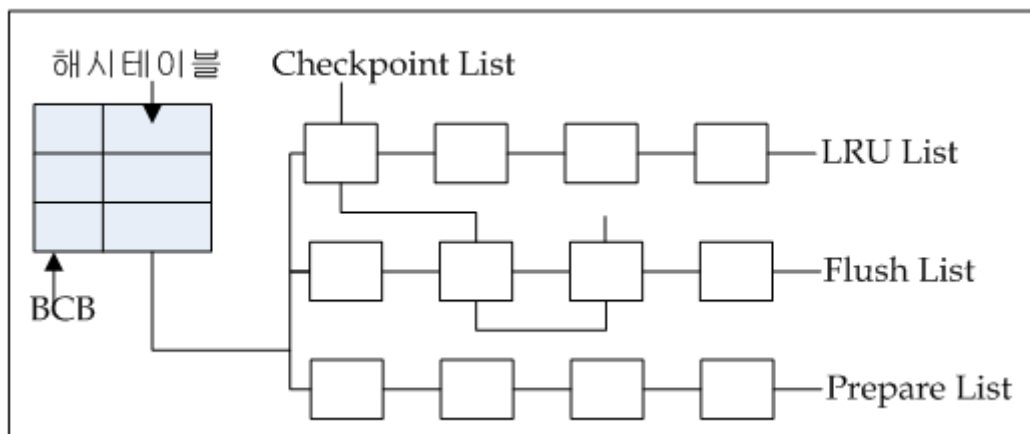 해시테이블
Checkpoint List
LRU List
Flush List
BCB
Prepare List